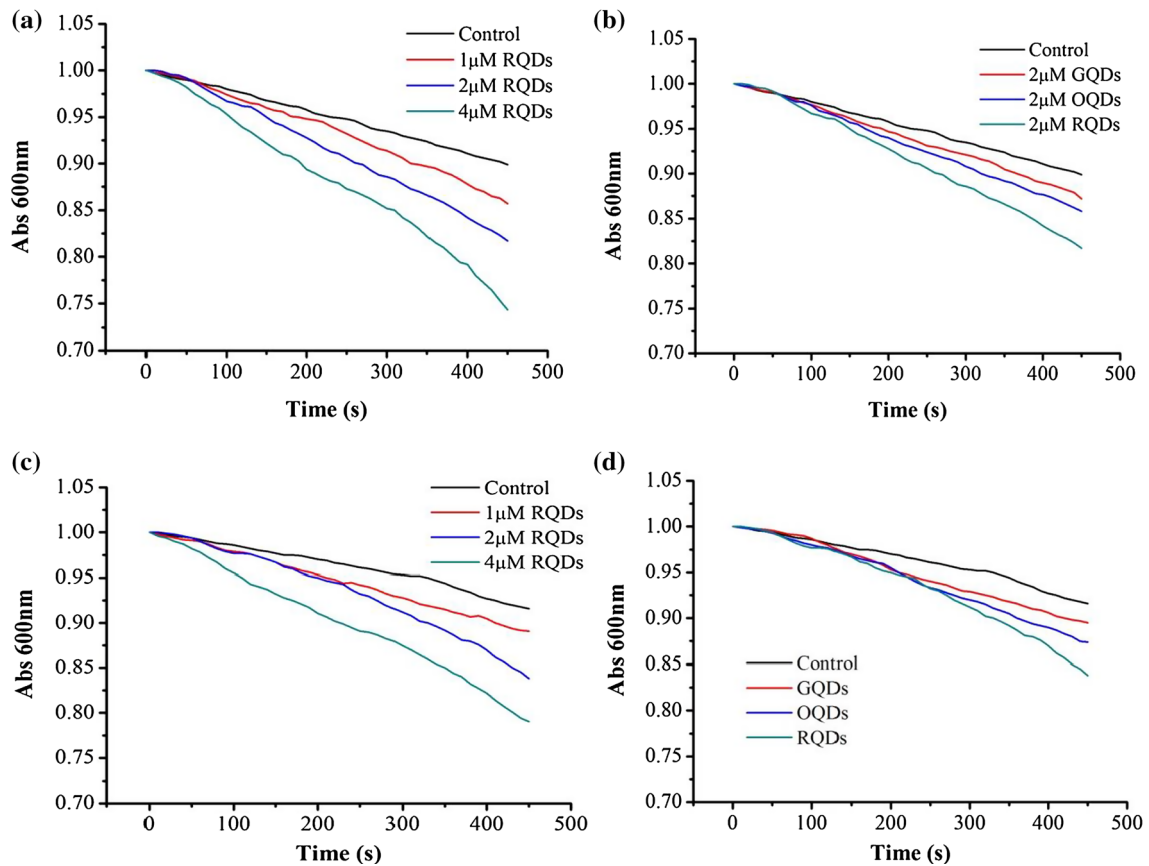 (a)
1.05
1.00
0.95
0.90
0.85
0.80
0.75
0.70
Abs 600nm
0
100
200
300
400
500
Time (s)
Control
1μM RQDs
2μM RQDs
4μM RQDs
(b)
1.05
1.00
0.95
0.90
0.85
0.80
0.75
0.70
Abs 600nm
0
100
200
300
400
500
Time (s)
Control
2μM GQDs
2μM OQDs
2μM RQDs
(c)
1.05
1.00
0.95
0.90
0.85
0.80
0.75
0.70
Abs 600nm
0
100
200
300
400
500
Time (s)
Control
1μM RQDs
2μM RQDs
4μM RQDs
(d)
1.05
1.00
0.95
0.90
0.85
0.80
0.75
0.70
Abs 600nm
0
100
200
300
400
500
Time (s)
Control
GQDs
OQDs
RQDs